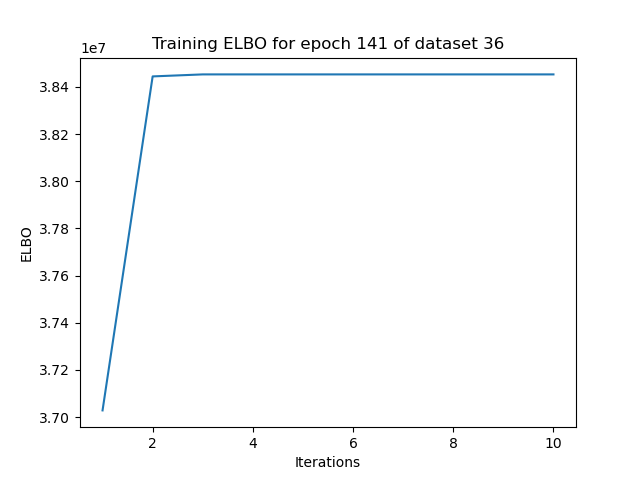 Training ELBO for epoch 141 of dataset 36
1e7
3.84
3.82
3.80
3.78
3.76
3.74
3.72
3.70
ELBO
2 4 6 8 10
Iterations